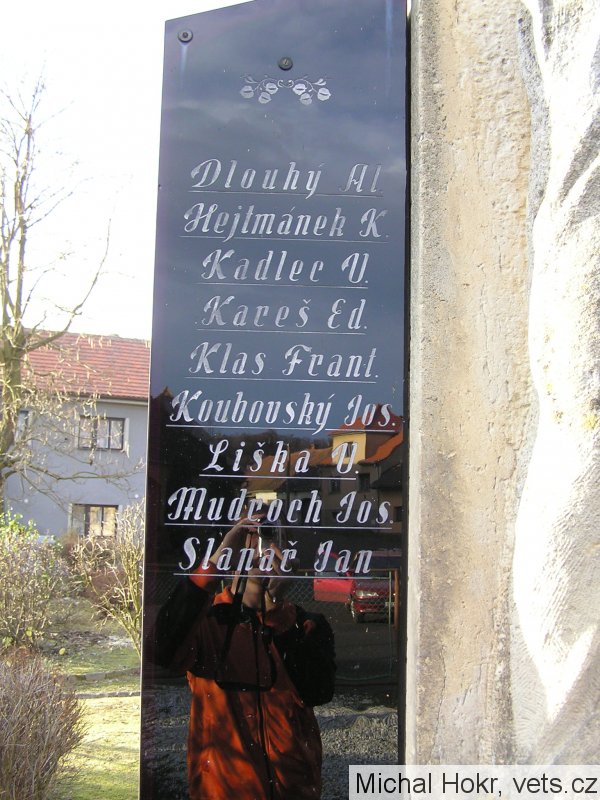 Dlouhý Al.
Hejtmánek K.
Kadlec V.
Kareš Ed.
Klas Frant.
Koubovský Jos.
Liška V.
Mudroch Jos.
Slanař Jan
Michal Hokr, vets.cz